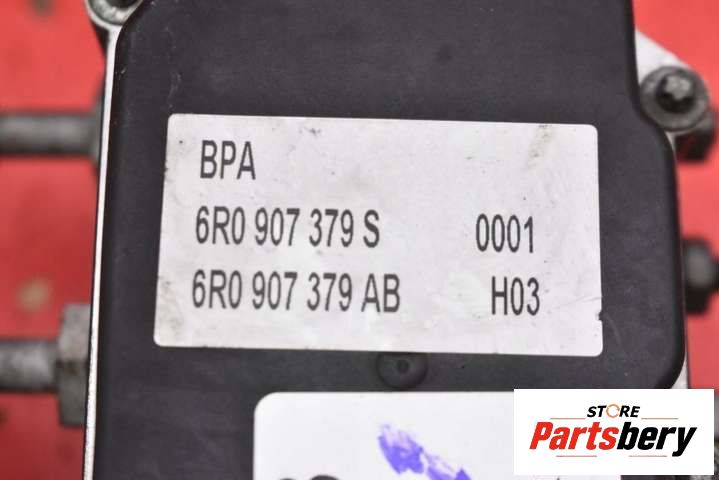 BPA
6R0 907 379 S 0001
6R0 907 379 AB H03
STORE
Partsbery